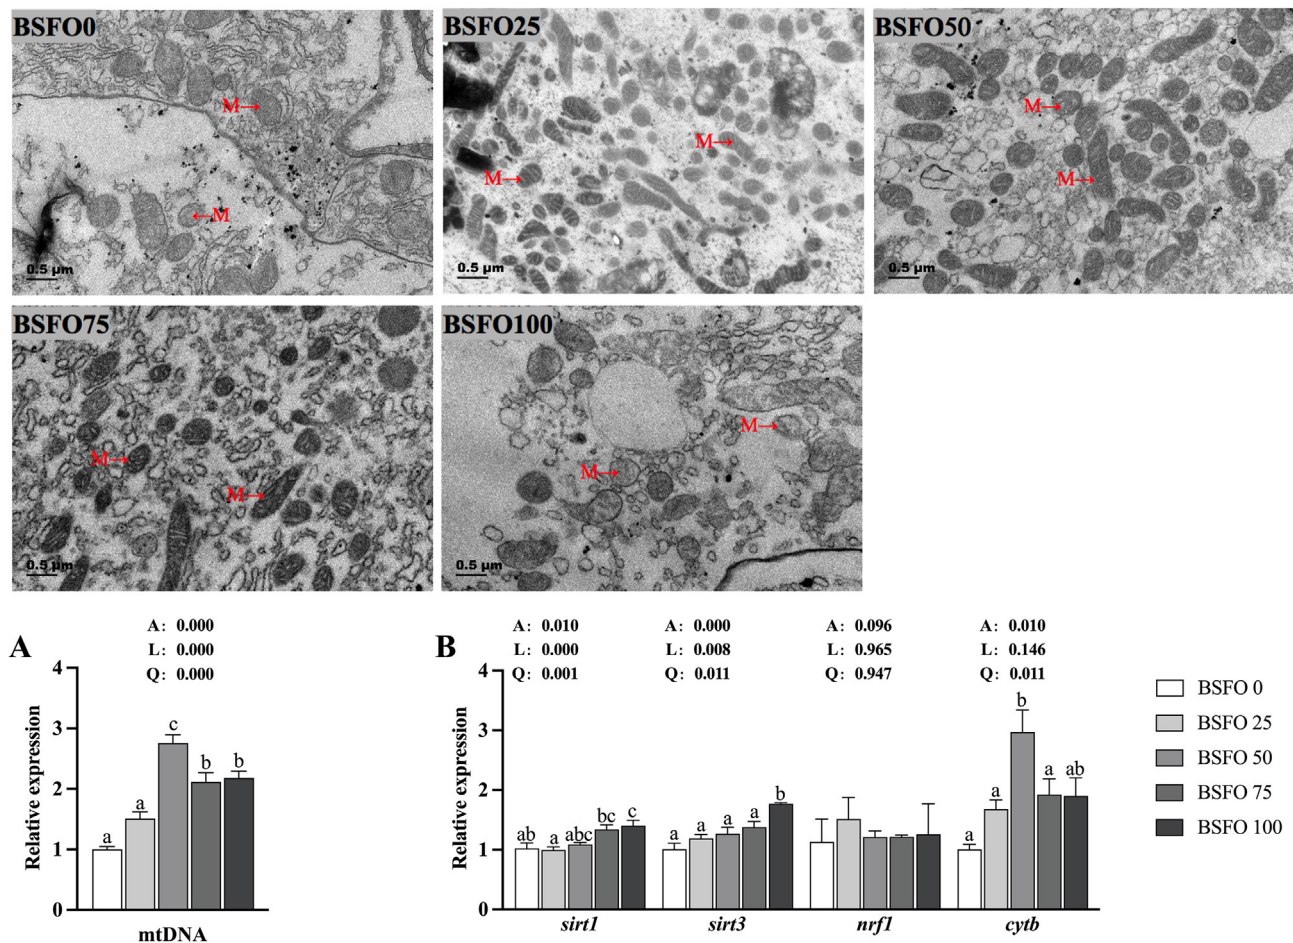 BSFO0
M
M
0.5 μm
BSFO25
M
M
0.5 μm
BSFO50
M
M
0.5 μm
BSFO75
M
M
0.5 μm
BSFO100
M
M
0.5 μm
A
A: 0.000
L: 0.000
Q: 0.000
Relative expression
4
3
2
1
0
a
a
c
b
b
mtDNA
B
A: 0.010
L: 0.000
Q: 0.001
A: 0.000
L: 0.008
Q: 0.011
A: 0.096
L: 0.965
Q: 0.947
A: 0.010
L: 0.146
Q: 0.011
Relative expression
4
3
2
1
0
ab
a
abc
bc
c
a
a
a
a
b
a
a
b
a
ab
sirt1
sirt3
nrf1
cytb
BSFO 0
BSFO 25
BSFO 50
BSFO 75
BSFO 100